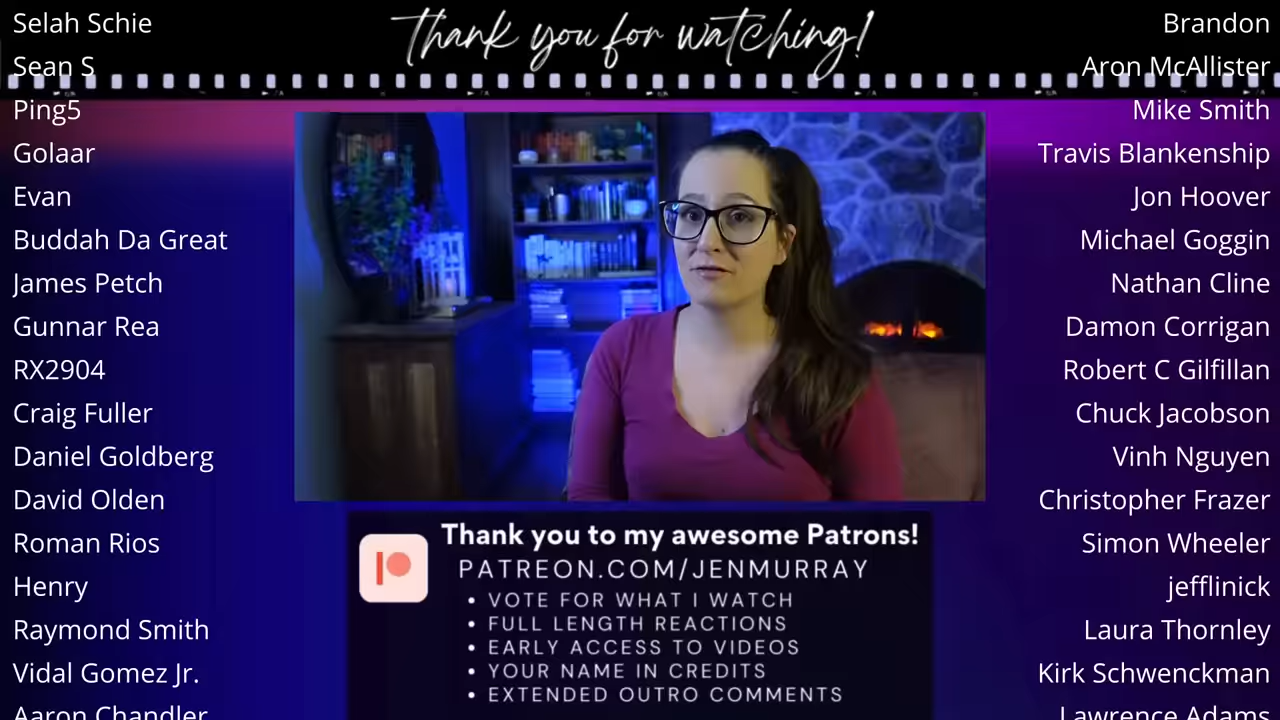 Thank you for watching!
Selah Schie
Sean S
Ping5
Golaar
Evan
Buddah Da Great
James Petch
Gunnar Rea
RX2904
Craig Fuller
Daniel Goldberg
David Olden
Roman Rios
Henry
Raymond Smith
Vidal Gomez Jr.
Aaron Chandler
Brandon
Aron McAllister
Mike Smith
Travis Blankenship
Jon Hoover
Michael Goggin
Nathan Cline
Damon Corrigan
Robert C Gilfillan
Chuck Jacobson
Vinh Nguyen
Christopher Frazer
Simon Wheeler
jefflinick
Laura Thornley
Kirk Schwenckman
Lawrence Adams
Thank you to my awesome Patrons!
PATREON.COM/JENMURRAY
• VOTE FOR WHAT I WATCH
• FULL LENGTH REACTIONS
• EARLY ACCESS TO VIDEOS
• YOUR NAME IN CREDITS
• EXTENDED OUTRO COMMENTS